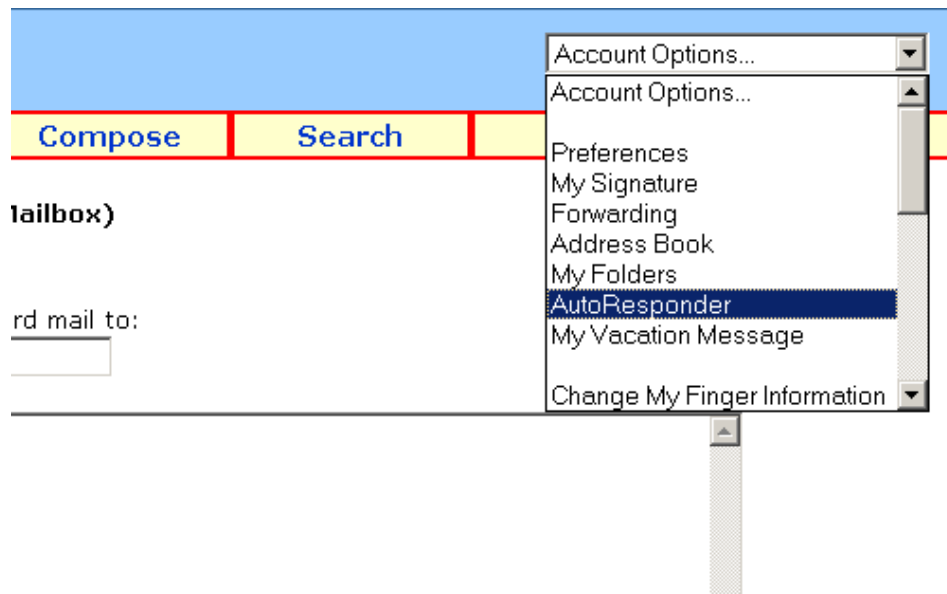 Account Options...
Account Options...
Compose Search
Preferences
My Signature
Forwarding
Address Book
My Folders
AutoResponder
My Vacation Message
Change My Finger Information
lailbox)
rd mail to: